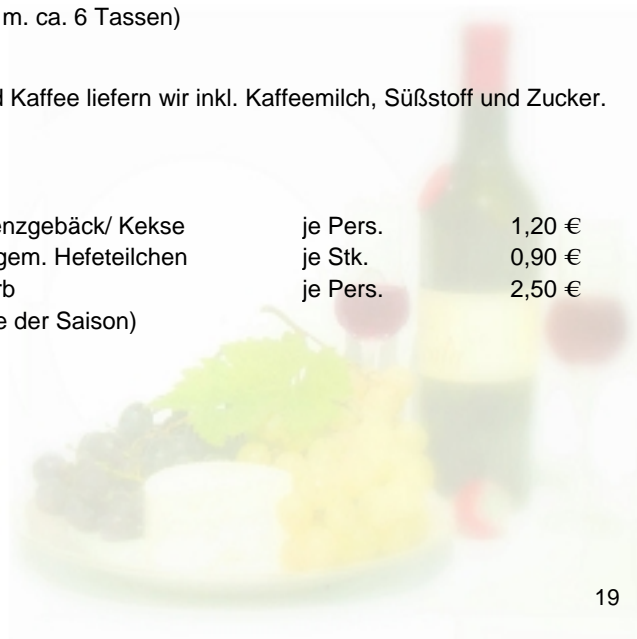 m. ca. 6 Tassen)
d Kaffee liefern wir inkl. Kaffeemilch, Süßstoff und Zucker.
enzgebäck/ Kekse je Pers. 1,20 €
gem. Hefeteilchen je Stk. 0,90 €
rb je Pers. 2,50 €
e der Saison)
19